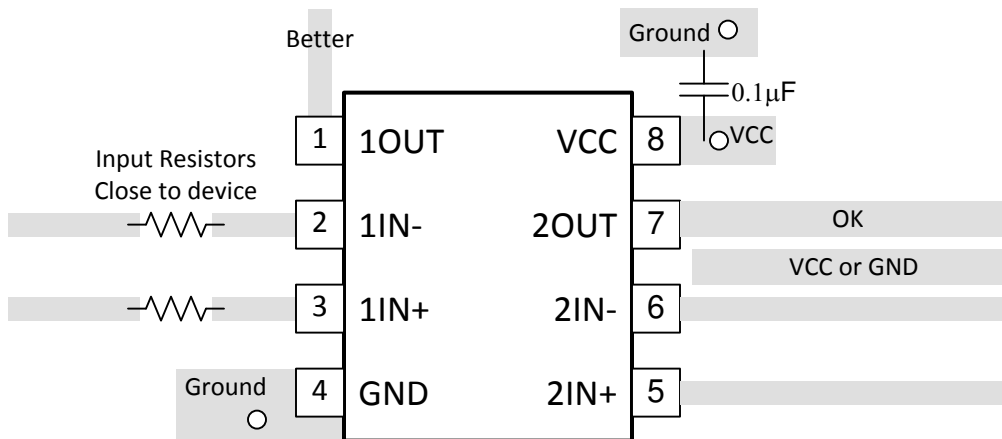 Better
Ground
0.1μF
1 1OUT VCC 8 VCC
Input Resistors
Close to device
2 1IN- 2OUT 7 OK
VCC or GND
3 1IN+ 2IN- 6
Ground
4 GND 2IN+ 5